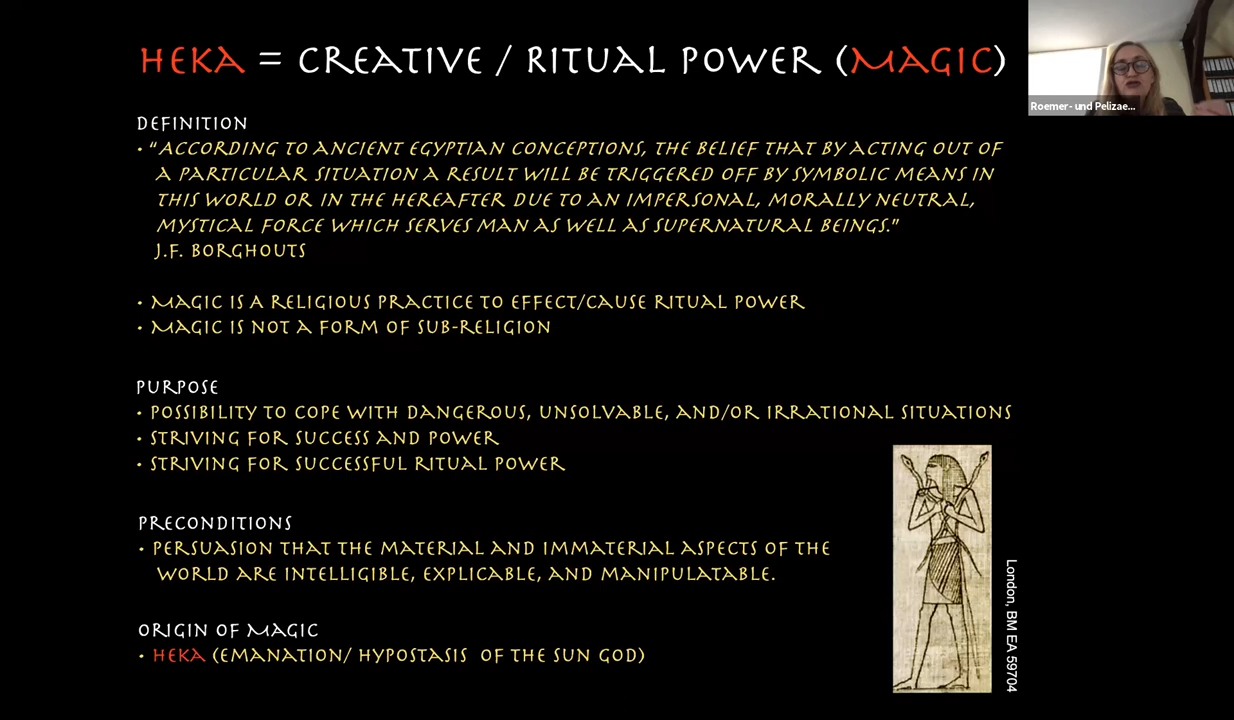 HEKA = CREATIVE / RITUAL POWER (MAGIC)
Roemer- und Pelizae...
DEFINITION
• "ACCORDING TO ANCIENT EGYPTIAN CONCEPTIONS, THE BELIEF THAT BY ACTING OUT OF
A PARTICULAR SITUATION A RESULT WILL BE TRIGGERED OFF BY SYMBOLIC MEANS IN
THIS WORLD OR IN THE HEREAFTER DUE TO AN IMPERSONAL, MORALLY NEUTRAL,
MYSTICAL FORCE WHICH SERVES MAN AS WELL AS SUPERNATURAL BEINGS."
J.F. BORGHOUTS
• MAGIC IS A RELIGIOUS PRACTICE TO EFFECT/CAUSE RITUAL POWER
• MAGIC IS NOT A FORM OF SUB-RELIGION
PURPOSE
• POSSIBILITY TO COPE WITH DANGEROUS, UNSOLVABLE, AND/OR IRRATIONAL SITUATIONS
• STRIVING FOR SUCCESS AND POWER
• STRIVING FOR SUCCESSFUL RITUAL POWER
PRECONDITIONS
• PERSUASION THAT THE MATERIAL AND IMMATERIAL ASPECTS OF THE
WORLD ARE INTELLIGIBLE, EXPLICABLE, AND MANIPULATABLE.
ORIGIN OF MAGIC
• HEKA (EMANATION/ HYPOSTASIS OF THE SUN GOD)
London, BM EA 59704